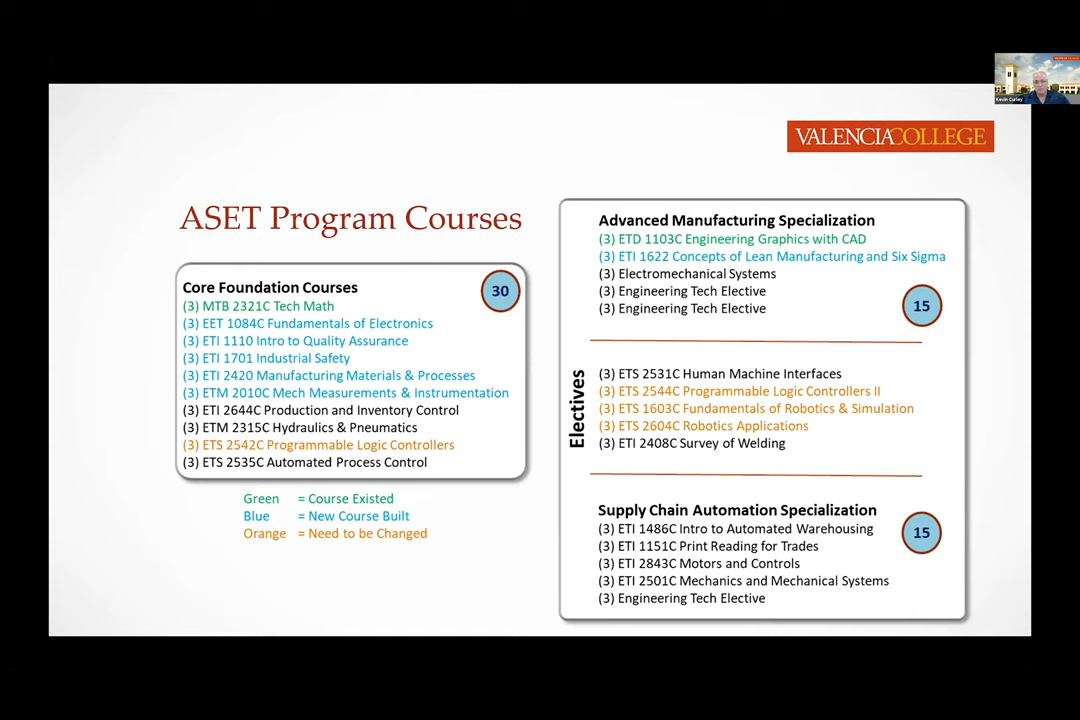 Kevin Curley
VALENCIACOLLEGE
ASET Program Courses
Core Foundation Courses
30
(3) MTB 2321C Tech Math
(3) EET 1084C Fundamentals of Electronics
(3) ETI 1110 Intro to Quality Assurance
(3) ETI 1701 Industrial Safety
(3) ETI 2420 Manufacturing Materials & Processes
(3) ETM 2010C Mech Measurements & Instrumentation
(3) ETI 2644C Production and Inventory Control
(3) ETM 2315C Hydraulics & Pneumatics
(3) ETS 2542C Programmable Logic Controllers
(3) ETS 2535C Automated Process Control
Green = Course Existed
Blue = New Course Built
Orange = Need to be Changed
Advanced Manufacturing Specialization
(3) ETD 1103C Engineering Graphics with CAD
(3) ETI 1622 Concepts of Lean Manufacturing and Six Sigma
(3) Electromechanical Systems
(3) Engineering Tech Elective
(3) Engineering Tech Elective
15
Electives
(3) ETS 2531C Human Machine Interfaces
(3) ETS 2544C Programmable Logic Controllers II
(3) ETS 1603C Fundamentals of Robotics & Simulation
(3) ETS 2604C Robotics Applications
(3) ETI 2408C Survey of Welding
Supply Chain Automation Specialization
(3) ETI 1486C Intro to Automated Warehousing
(3) ETI 1151C Print Reading for Trades
(3) ETI 2843C Motors and Controls
(3) ETI 2501C Mechanics and Mechanical Systems
(3) Engineering Tech Elective
15